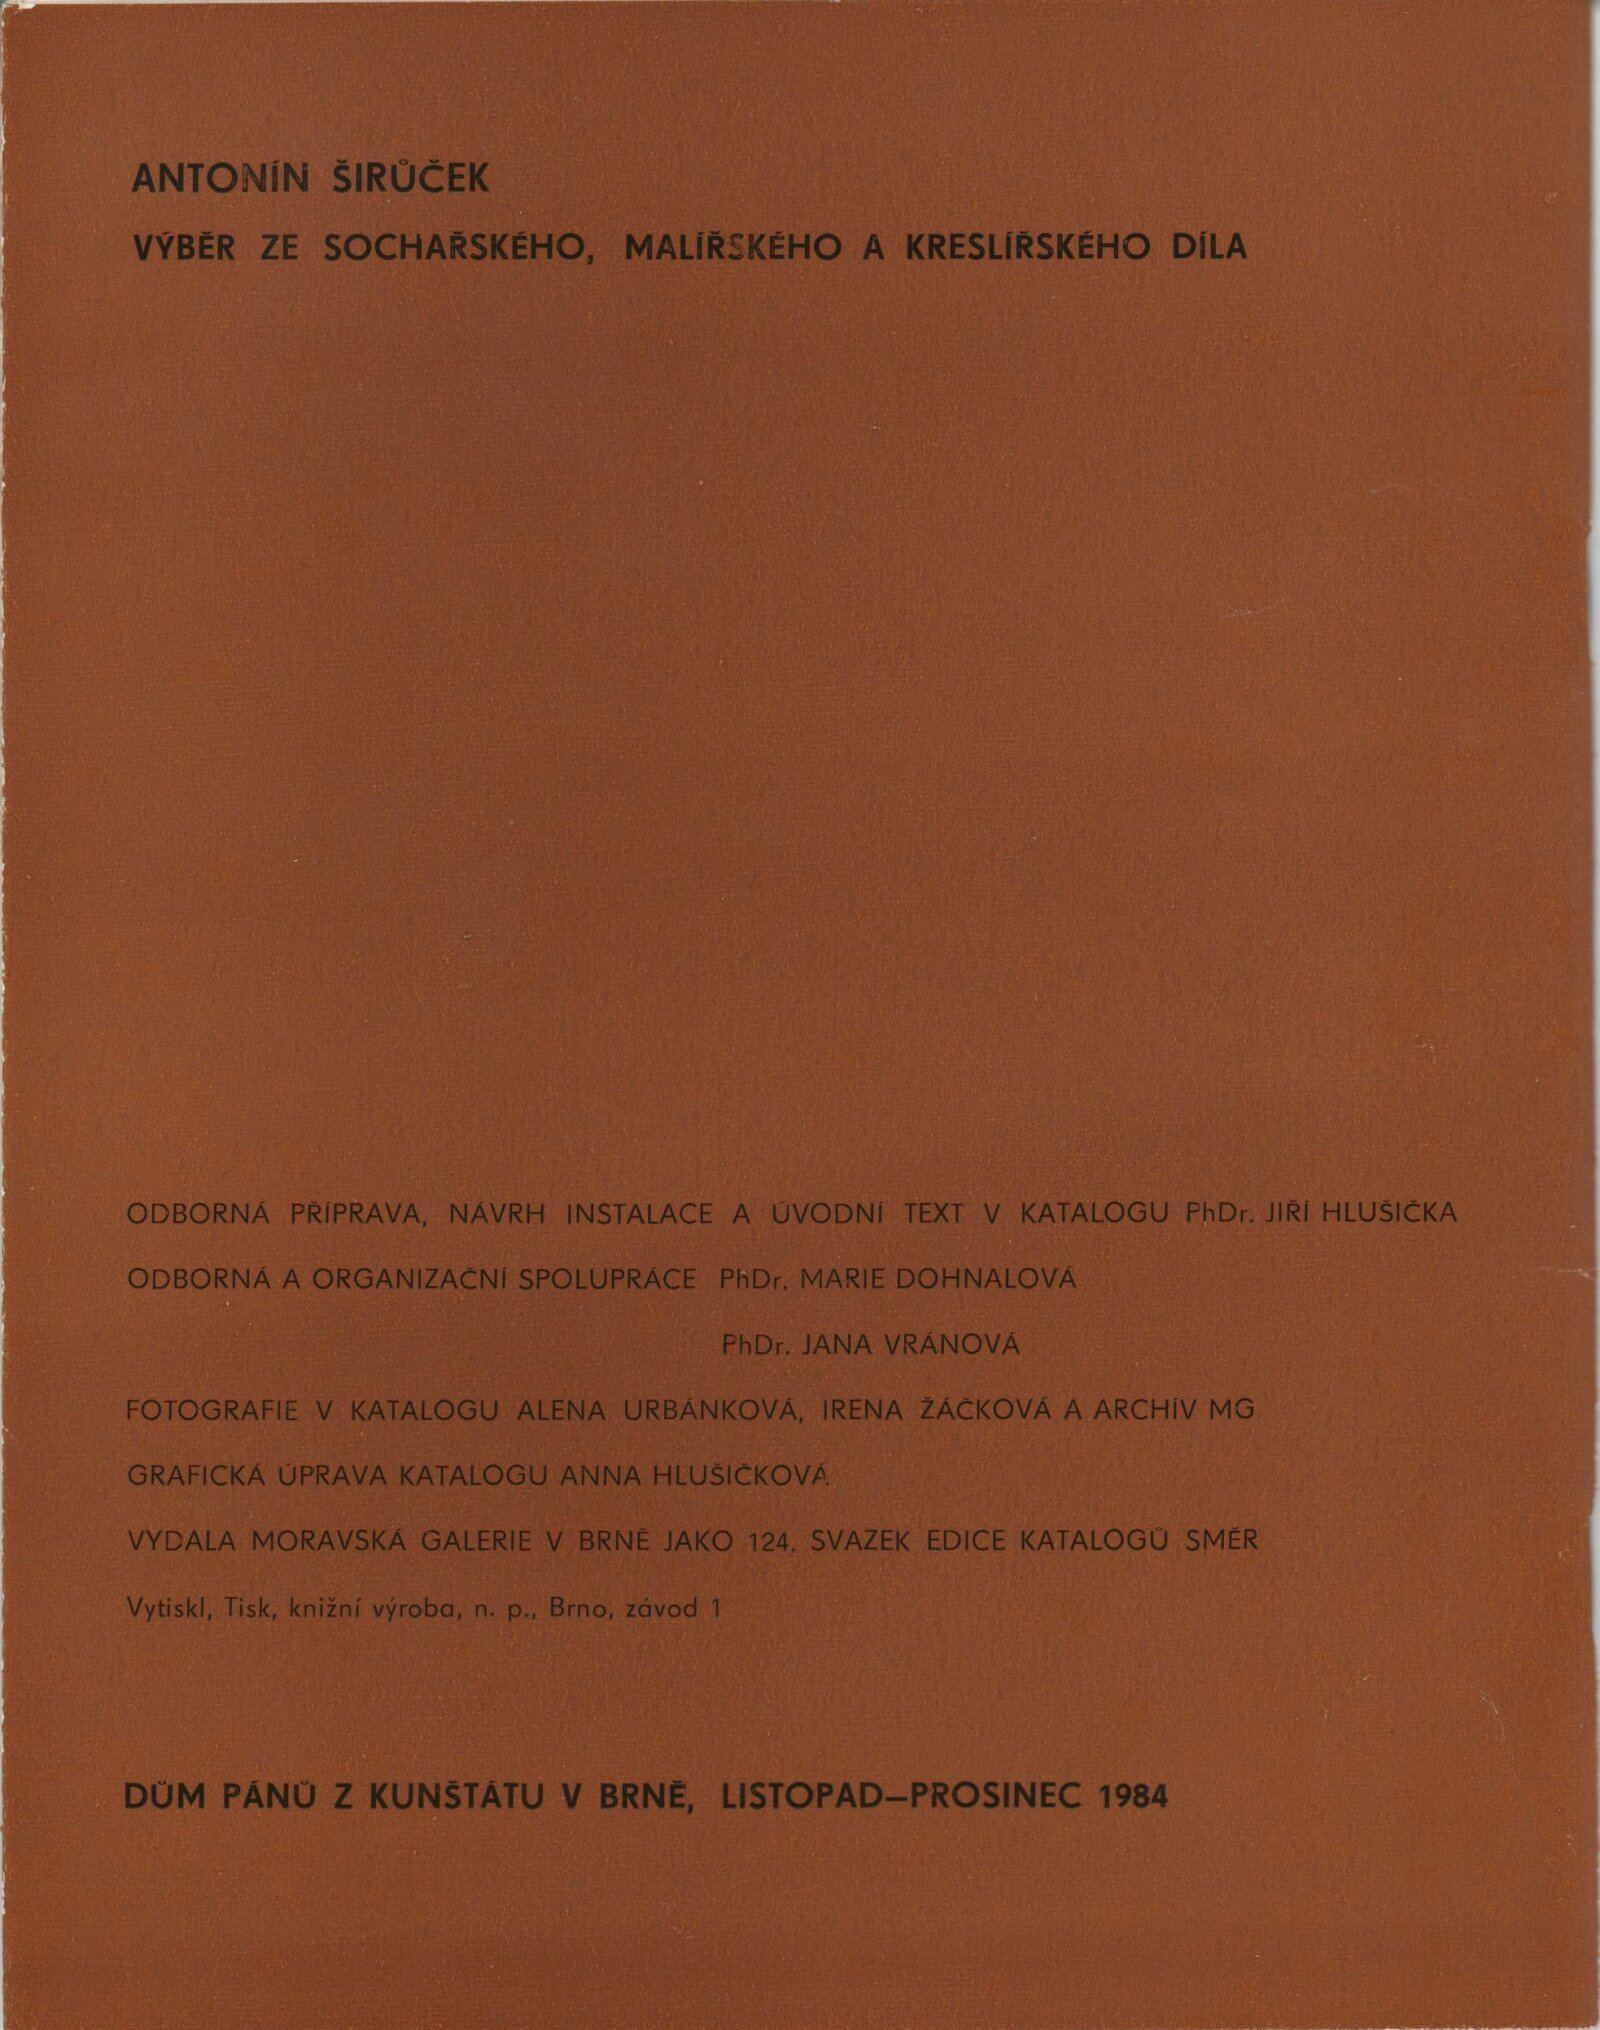 ANTONÍN ŠIRŮČEK
VÝBĚR ZE SOCHAŘSKÉHO, MALÍŘSKÉHO A KRESLÍŘSKÉHO DÍLA
ODBORNÁ PŘÍPRAVA, NÁVRH INSTALACE A ÚVODNÍ TEXT V KATALOGU PhDr. JIŘÍ HLUŠIČKA
ODBORNÁ A ORGANIZAČNÍ SPOLUPRÁCE PhDr. MARIE DOHNALOVÁ
PhDr. JANA VRÁNOVÁ
FOTOGRAFIE V KATALOGU ALENA URBÁNKOVÁ, IRENA ŽÁČKOVÁ A ARCHÍV MG
GRAFICKÁ ÚPRAVA KATALOGU ANNA HLUŠIČKOVÁ
VYDALA MORAVSKÁ GALERIE V BRNĚ JAKO 124. SVAZEK EDICE KATALOGŮ SMĚR
Vytiskl, Tisk, knižní výroba, n. p., Brno, závod 1
DŮM PÁNŮ Z KUNŠTÁTU V BRNĚ, LISTOPAD–PROSINEC 1984